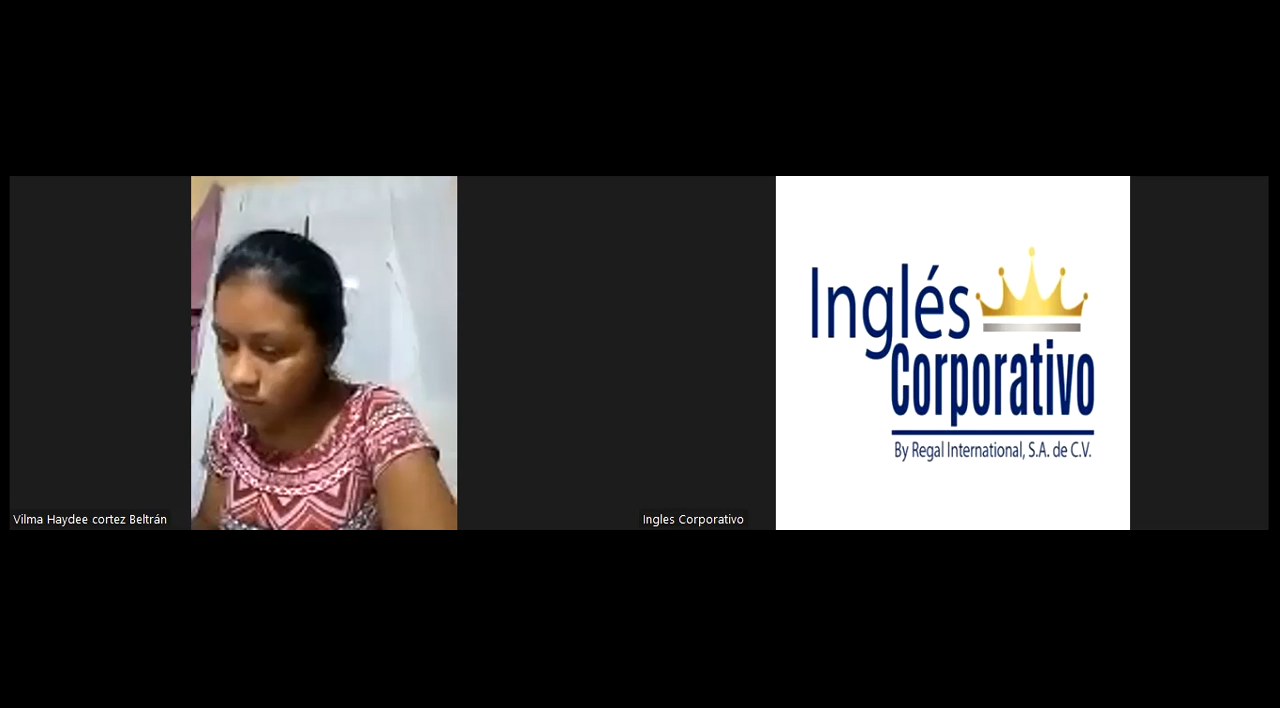 Inglés
Corporativo
By Regal International, S.A. de C.V.
Vilma Haydee cortez Beltrán
Ingles Corporativo